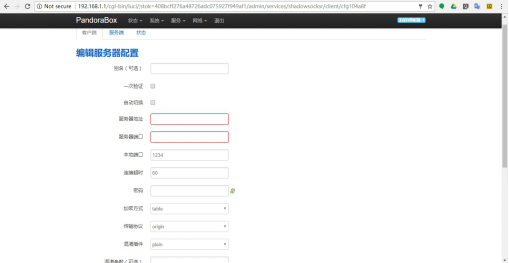 Not secure | 192.168.1.1/cgi-bin/luci/;stok=408bcff276a48726adc075927f949af1/admin/services/shadowsocks/client/cfg104a8f
PandoraBox 状态 系统 服务 网络 退出
客户端 服务端 状态
编辑服务器配置
别名（可选）
一次验证
自动切换
服务器地址
服务器端口
本地端口 1234
连接超时 60
密码
加密方式 table
传输协议 origin
混淆插件 plain
混淆参数（可选）